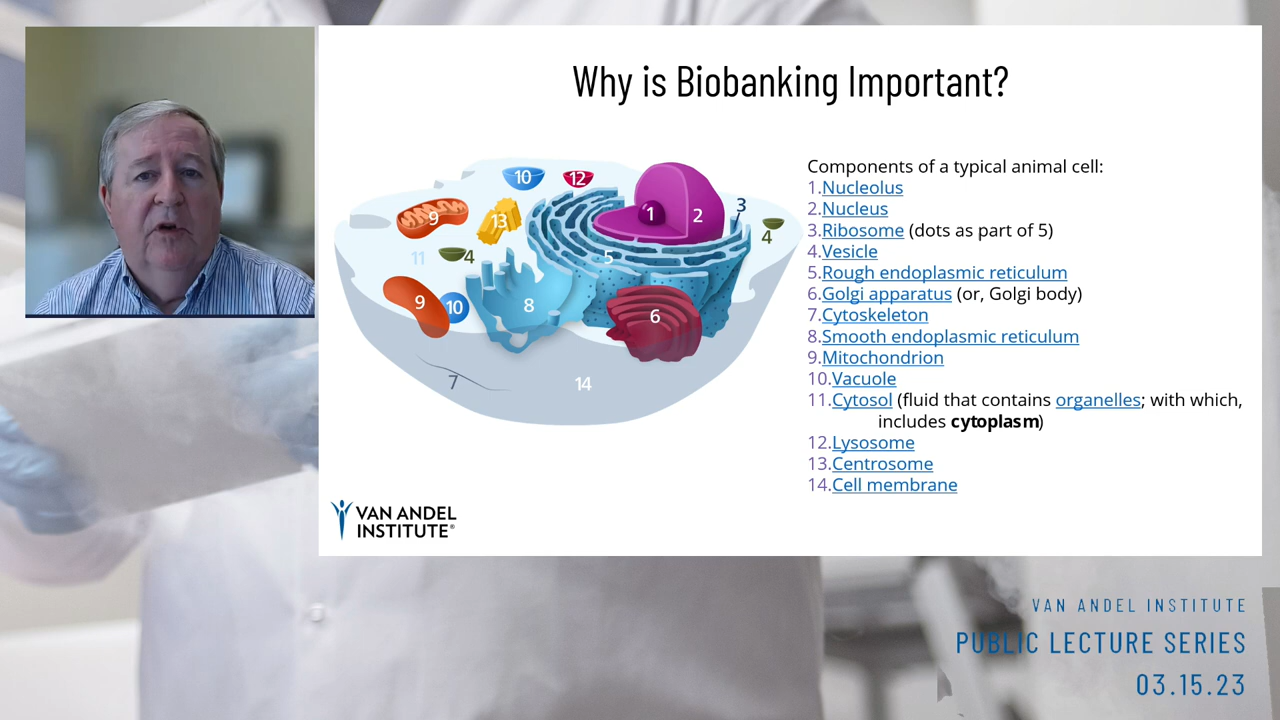 Why is Biobanking Important?
10
12
1
2
3
9
13
4
11
4
5
9
10
8
6
7
14
Components of a typical animal cell:
1.Nucleolus
2.Nucleus
3.Ribosome (dots as part of 5)
4.Vesicle
5.Rough endoplasmic reticulum
6.Golgi apparatus (or, Golgi body)
7.Cytoskeleton
8.Smooth endoplasmic reticulum
9.Mitochondrion
10.Vacuole
11.Cytosol (fluid that contains organelles; with which,
includes cytoplasm)
12.Lysosome
13.Centrosome
14.Cell membrane
VAN ANDEL
INSTITUTE®
VAN ANDEL INSTITUTE
PUBLIC LECTURE SERIES
03.15.23